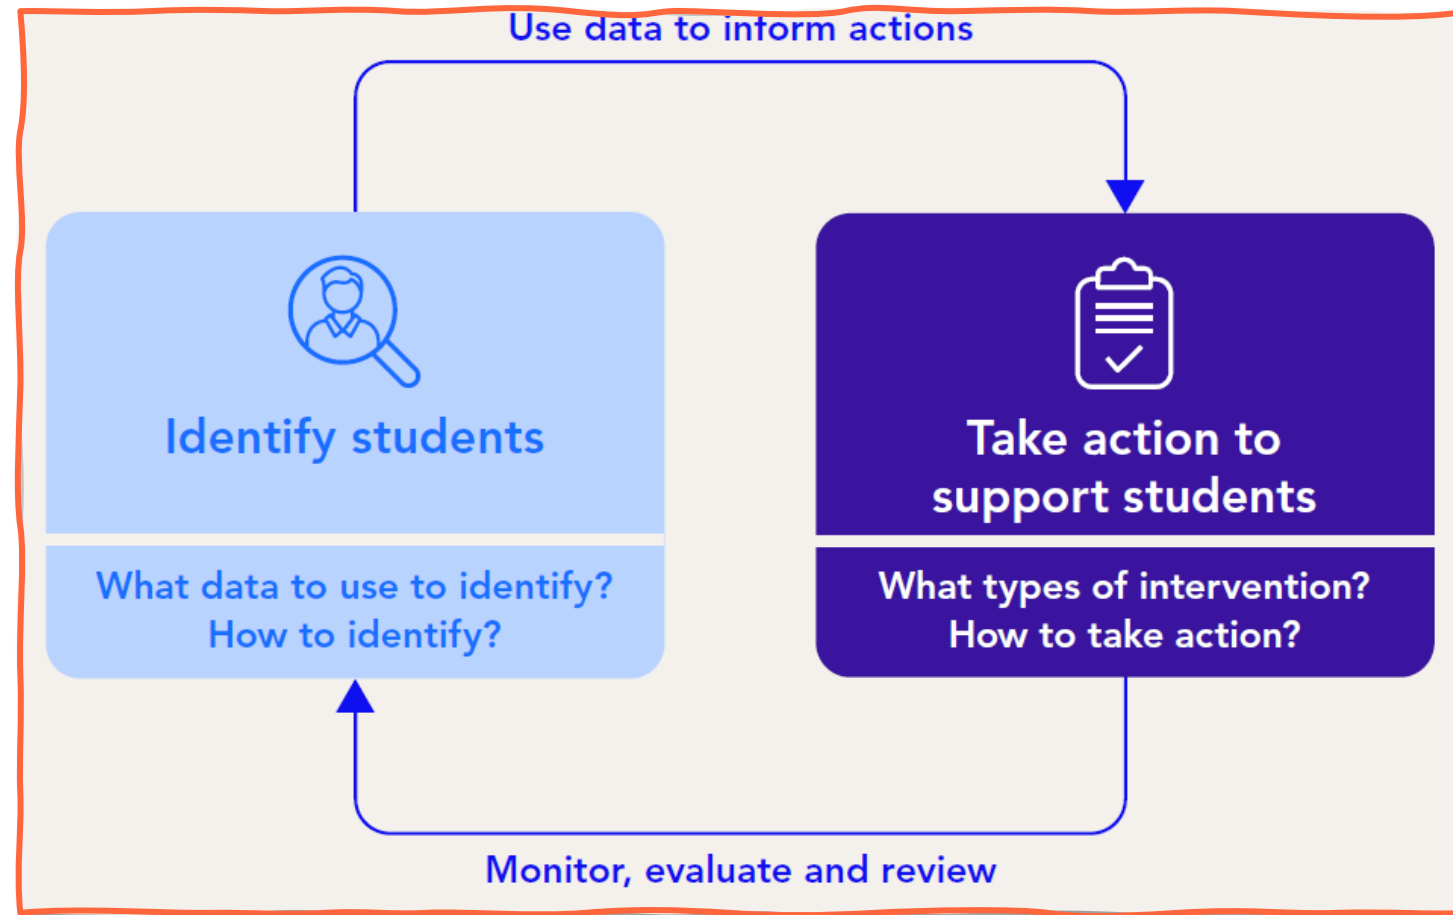 Use data to inform actions
Identify students
What data to use to identify?
How to identify?
Take action to
support students
What types of intervention?
How to take action?
Monitor, evaluate and review